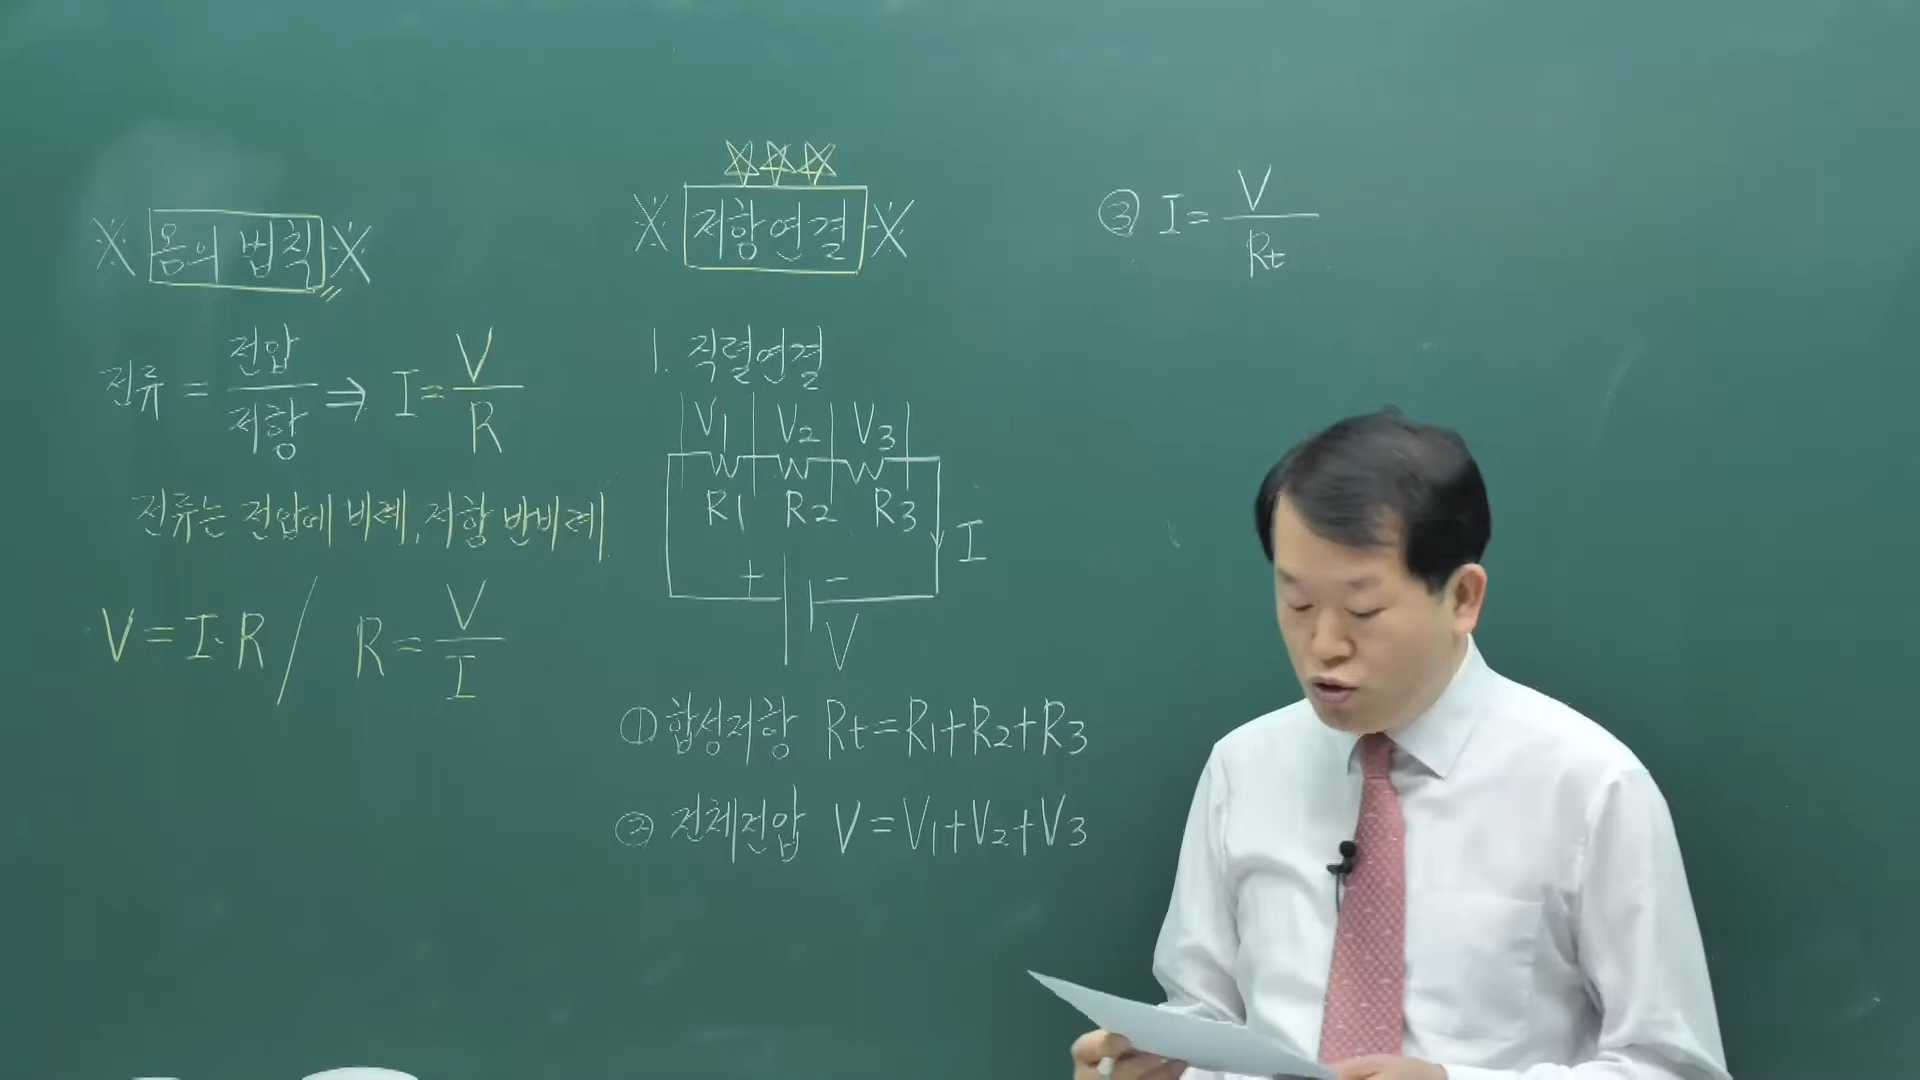 ※ 옴의 법칙 ※
전류 = 전압/저항 ⇒ I = V/R
전류는 전압에 비례, 저항 반비례
V = I·R / R = V/I
☆☆☆
※ 저항연결 ※
1. 직렬연결
V1 V2 V3
R1 R2 R3
I
+ −
V
① 합성저항 Rt = R1+R2+R3
② 전체전압 V = V1+V2+V3
③ I = V/Rt